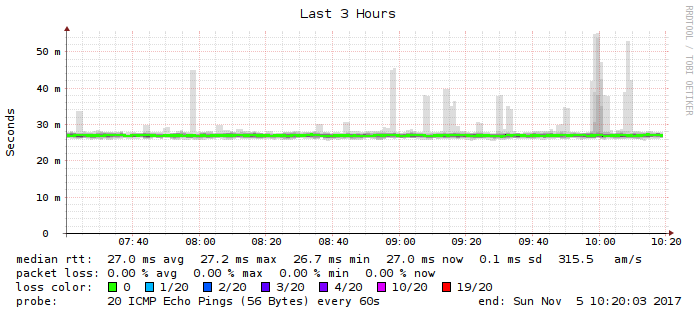 Last 3 Hours
RRDTOOL / TOBI OETIKER
Seconds
50 m
40 m
30 m
20 m
10 m
0
07:40 08:00 08:20 08:40 09:00 09:20 09:40 10:00 10:20
median rtt: 27.0 ms avg 27.2 ms max 26.7 ms min 27.0 ms now 0.1 ms sd 315.5 am/s
packet loss: 0.00 % avg 0.00 % max 0.00 % min 0.00 % now
loss color: 0 1/20 2/20 3/20 4/20 10/20 19/20
probe: 20 ICMP Echo Pings (56 Bytes) every 60s end: Sun Nov 5 10:20:03 2017